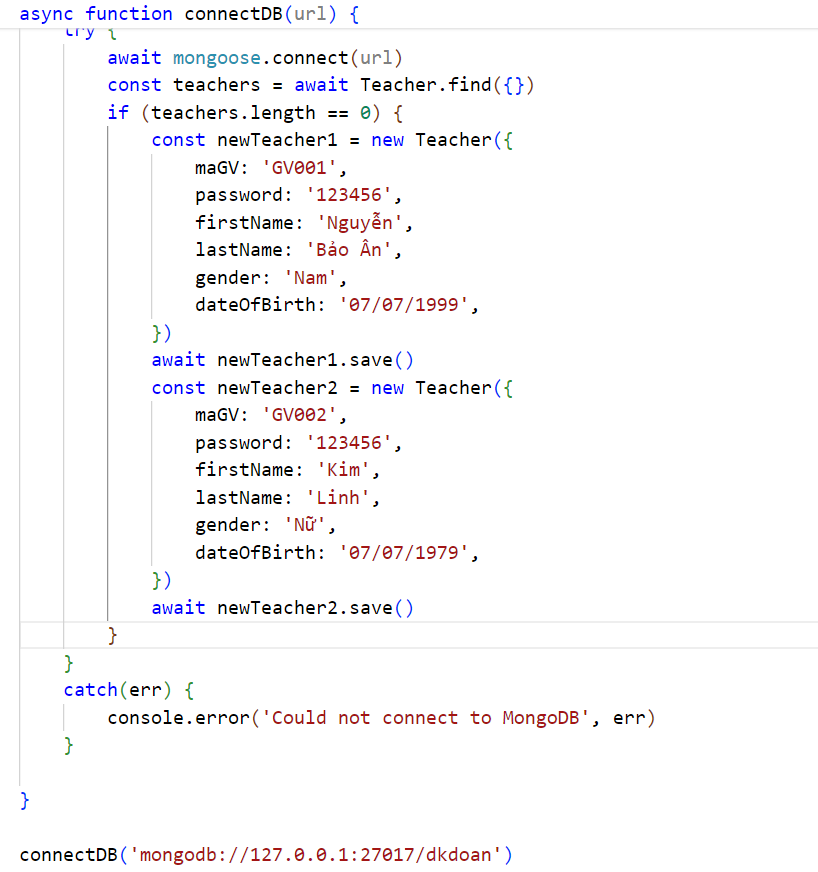 async function connectDB(url) {
try {
await mongoose.connect(url)
const teachers = await Teacher.find({})
if (teachers.length == 0) {
const newTeacher1 = new Teacher({
maGV: 'GV001',
password: '123456',
firstName: 'Nguyễn',
lastName: 'Bảo Ân',
gender: 'Nam',
dateOfBirth: '07/07/1999',
})
await newTeacher1.save()
const newTeacher2 = new Teacher({
maGV: 'GV002',
password: '123456',
firstName: 'Kim',
lastName: 'Linh',
gender: 'Nữ',
dateOfBirth: '07/07/1979',
})
await newTeacher2.save()
}
}
catch(err) {
console.error('Could not connect to MongoDB', err)
}
}
connectDB('mongodb://127.0.0.1:27017/dkdoan')